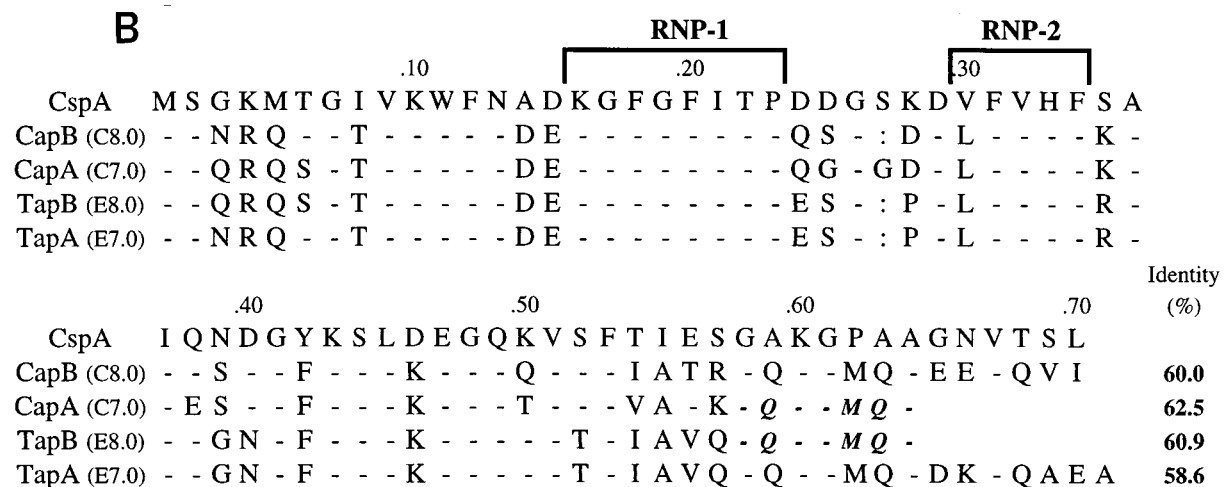 B
RNP-1 RNP-2
.10 .20 .30
CspA M S G K M T G I V K W F N A D K G F G F I T P D D G S K D V F V H F S A
CapB (C8.0) - - N R Q - - T - - - - - D E - - - - - - - - Q S - : D - L - - - - K -
CapA (C7.0) - - Q R Q S - T - - - - - D E - - - - - - - - Q G - G D - L - - - - K -
TapB (E8.0) - - Q R Q S - T - - - - - D E - - - - - - - - E S - : P - L - - - - R -
TapA (E7.0) - - N R Q - - T - - - - - D E - - - - - - - - E S - : P - L - - - - R -
Identity
.40 .50 .60 .70 (%)
CspA I Q N D G Y K S L D E G Q K V S F T I E S G A K G P A A G N V T S L
CapB (C8.0) - - S - - F - - - K - - - Q - - - I A T R - Q - - M Q - E E - Q V I 60.0
CapA (C7.0) - E S - - F - - - K - - - T - - - V A - K - Q - - M Q - 62.5
TapB (E8.0) - - G N - F - - - K - - - - - T - I A V Q - Q - - M Q - 60.9
TapA (E7.0) - - G N - F - - - K - - - - - T - I A V Q - Q - - M Q - D K - Q A E A 58.6